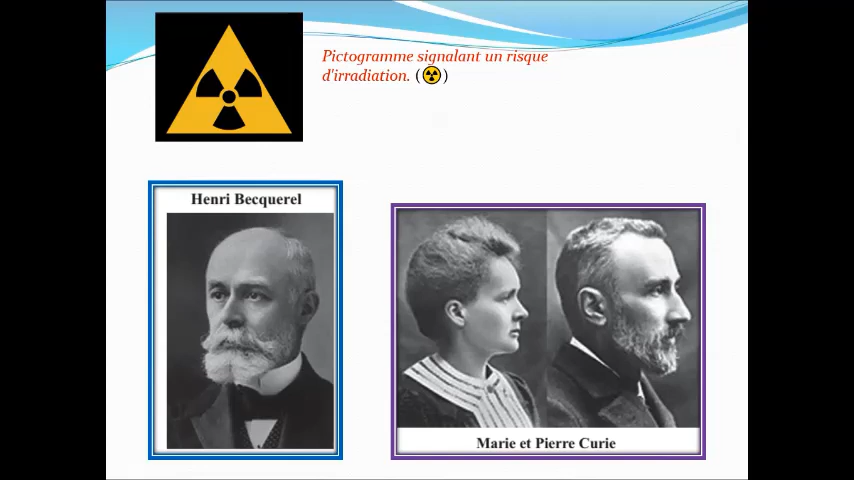 Pictogramme signalant un risque
d'irradiation. (☢)
Henri Becquerel
Marie et Pierre Curie